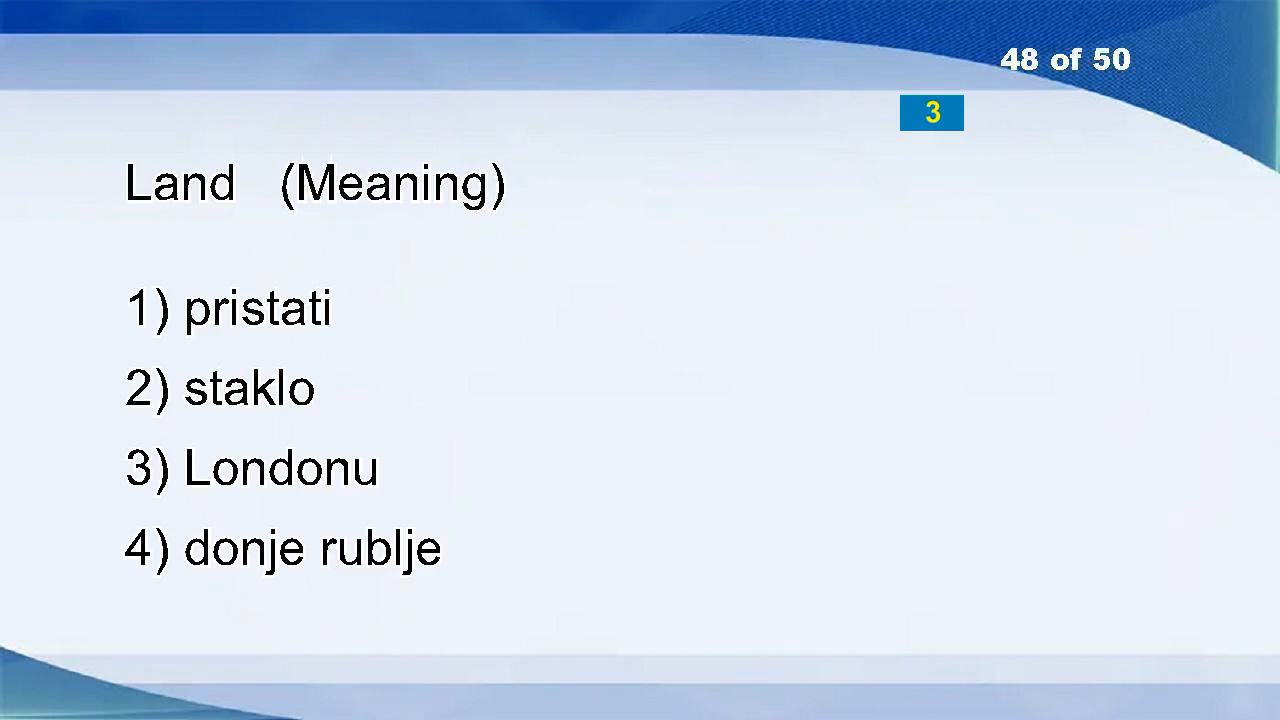 48 of 50
3
Land (Meaning)
1) pristati
2) staklo
3) Londonu
4) donje rublje